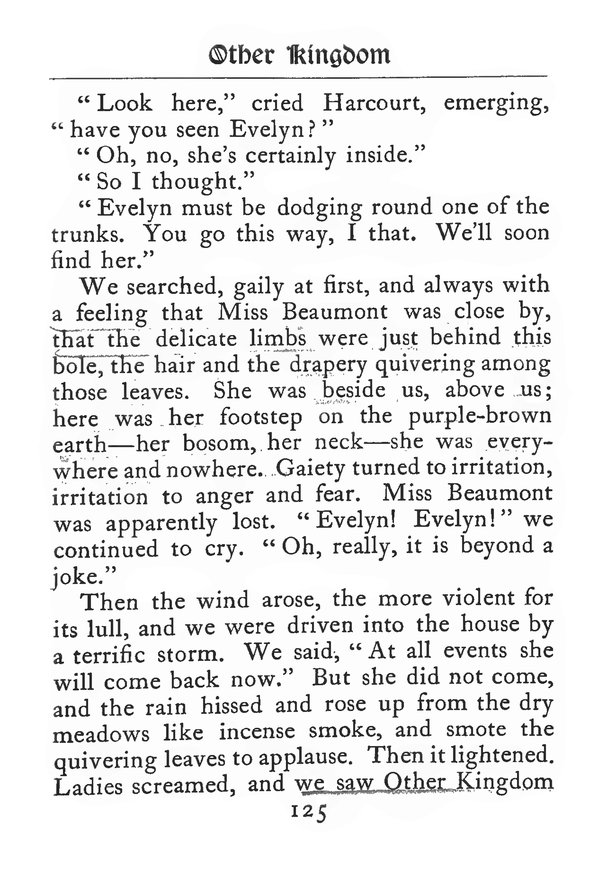 Other Kingdom
“ Look here,” cried Harcourt, emerging,
“ have you seen Evelyn? ”
“ Oh, no, she’s certainly inside.”
“ So I thought.”
“ Evelyn must be dodging round one of the
trunks. You go this way, I that. We’ll soon
find her.”
We searched, gaily at first, and always with
a feeling that Miss Beaumont was close by,
that the delicate limbs were just behind this
bole, the hair and the drapery quivering among
those leaves. She was beside us, above us;
here was her footstep on the purple-brown
earth—her bosom, her neck—she was every-
where and nowhere. Gaiety turned to irritation,
irritation to anger and fear. Miss Beaumont
was apparently lost. “ Evelyn! Evelyn! ” we
continued to cry. “ Oh, really, it is beyond a
joke.”
Then the wind arose, the more violent for
its lull, and we were driven into the house by
a terrific storm. We said, “ At all events she
will come back now.” But she did not come,
and the rain hissed and rose up from the dry
meadows like incense smoke, and smote the
quivering leaves to applause. Then it lightened.
Ladies screamed, and we saw Other Kingdom
125